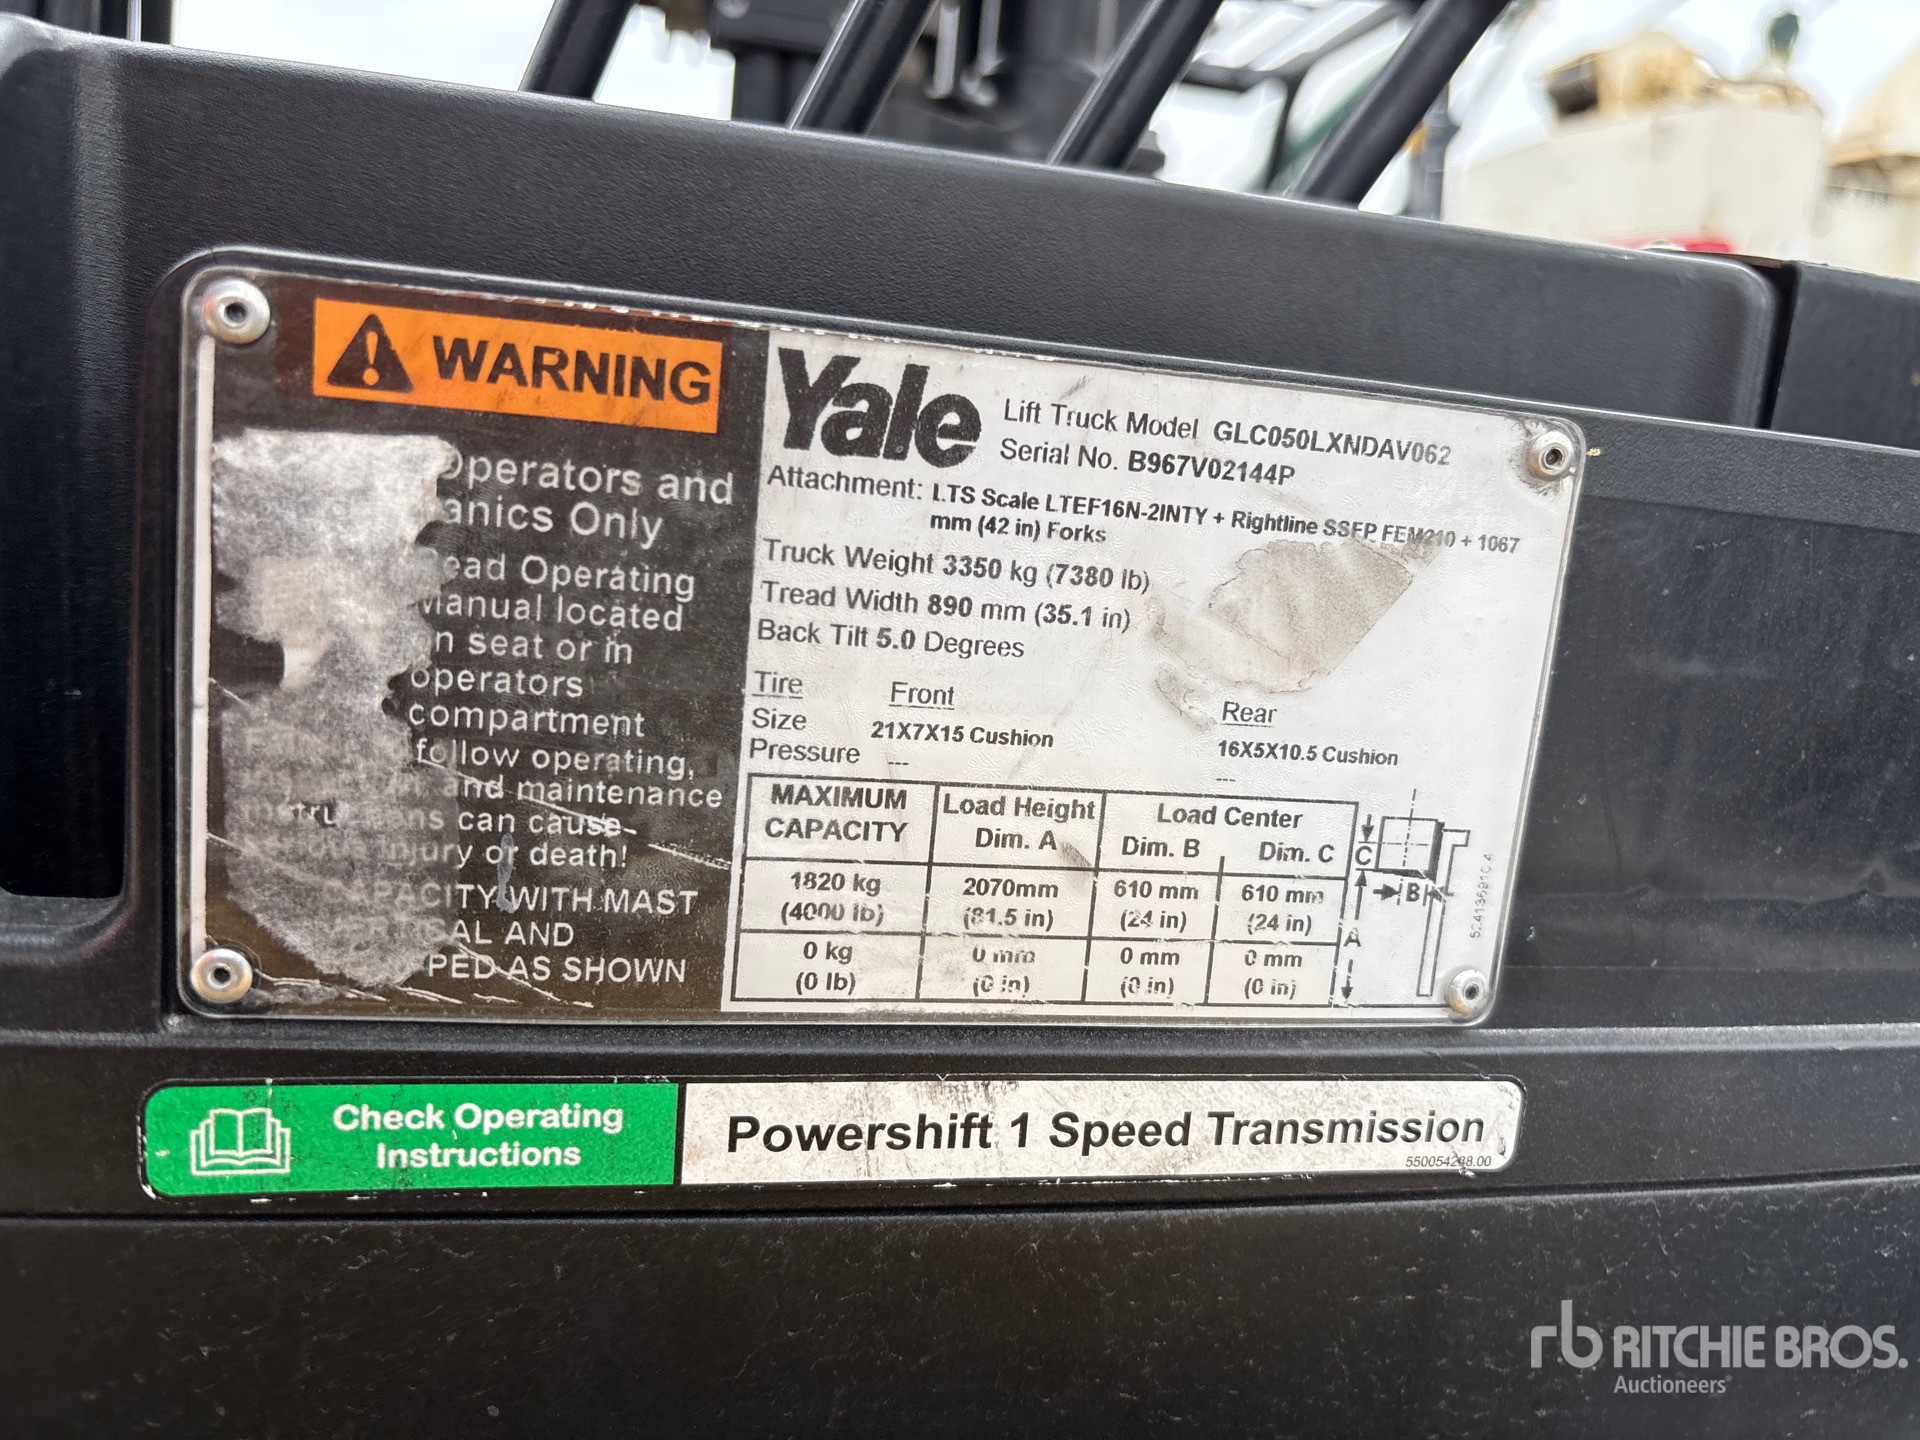 WARNING
Operators and
anics Only
ead Operating
Manual located
on seat or in
operators
compartment
follow operating,
and maintenance
can cause
injury or death!
CAPACITY WITH MAST
AL AND
PED AS SHOWN
Yale
Lift Truck Model GLC050LXNDAV062
Serial No. B967V02144P
Attachment: LTS Scale LTEF16N-2INTY + Rightline SSFP FEM210 + 1067
mm (42 in) Forks
Truck Weight 3350 kg (7380 lb)
Tread Width 890 mm (35.1 in)
Back Tilt 5.0 Degrees
Tire Front Rear
Size 21X7X15 Cushion 16X5X10.5 Cushion
Pressure --- ---
MAXIMUM CAPACITY Load Height Dim. A Load Center Dim. B Dim. C
1820 kg 2070mm 610 mm 610 mm
(4000 lb) (81.5 in) (24 in) (24 in)
0 kg 0 mm 0 mm 0 mm
(0 lb) (0 in) (0 in) (0 in)
C
B
A
Check Operating
Instructions
Powershift 1 Speed Transmission
rb RITCHIE BROS.
Auctioneers